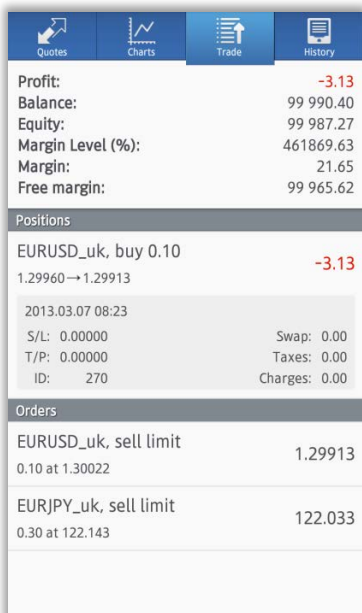 Quotes Charts Trade History
Profit: -3.13
Balance: 99 990.40
Equity: 99 987.27
Margin Level (%): 461869.63
Margin: 21.65
Free margin: 99 965.62
Positions
EURUSD_uk, buy 0.10 -3.13
1.29960→1.29913
2013.03.07 08:23
S/L: 0.00000 Swap: 0.00
T/P: 0.00000 Taxes: 0.00
ID: 270 Charges: 0.00
Orders
EURUSD_uk, sell limit 1.29913
0.10 at 1.30022
EURJPY_uk, sell limit 122.033
0.30 at 122.143